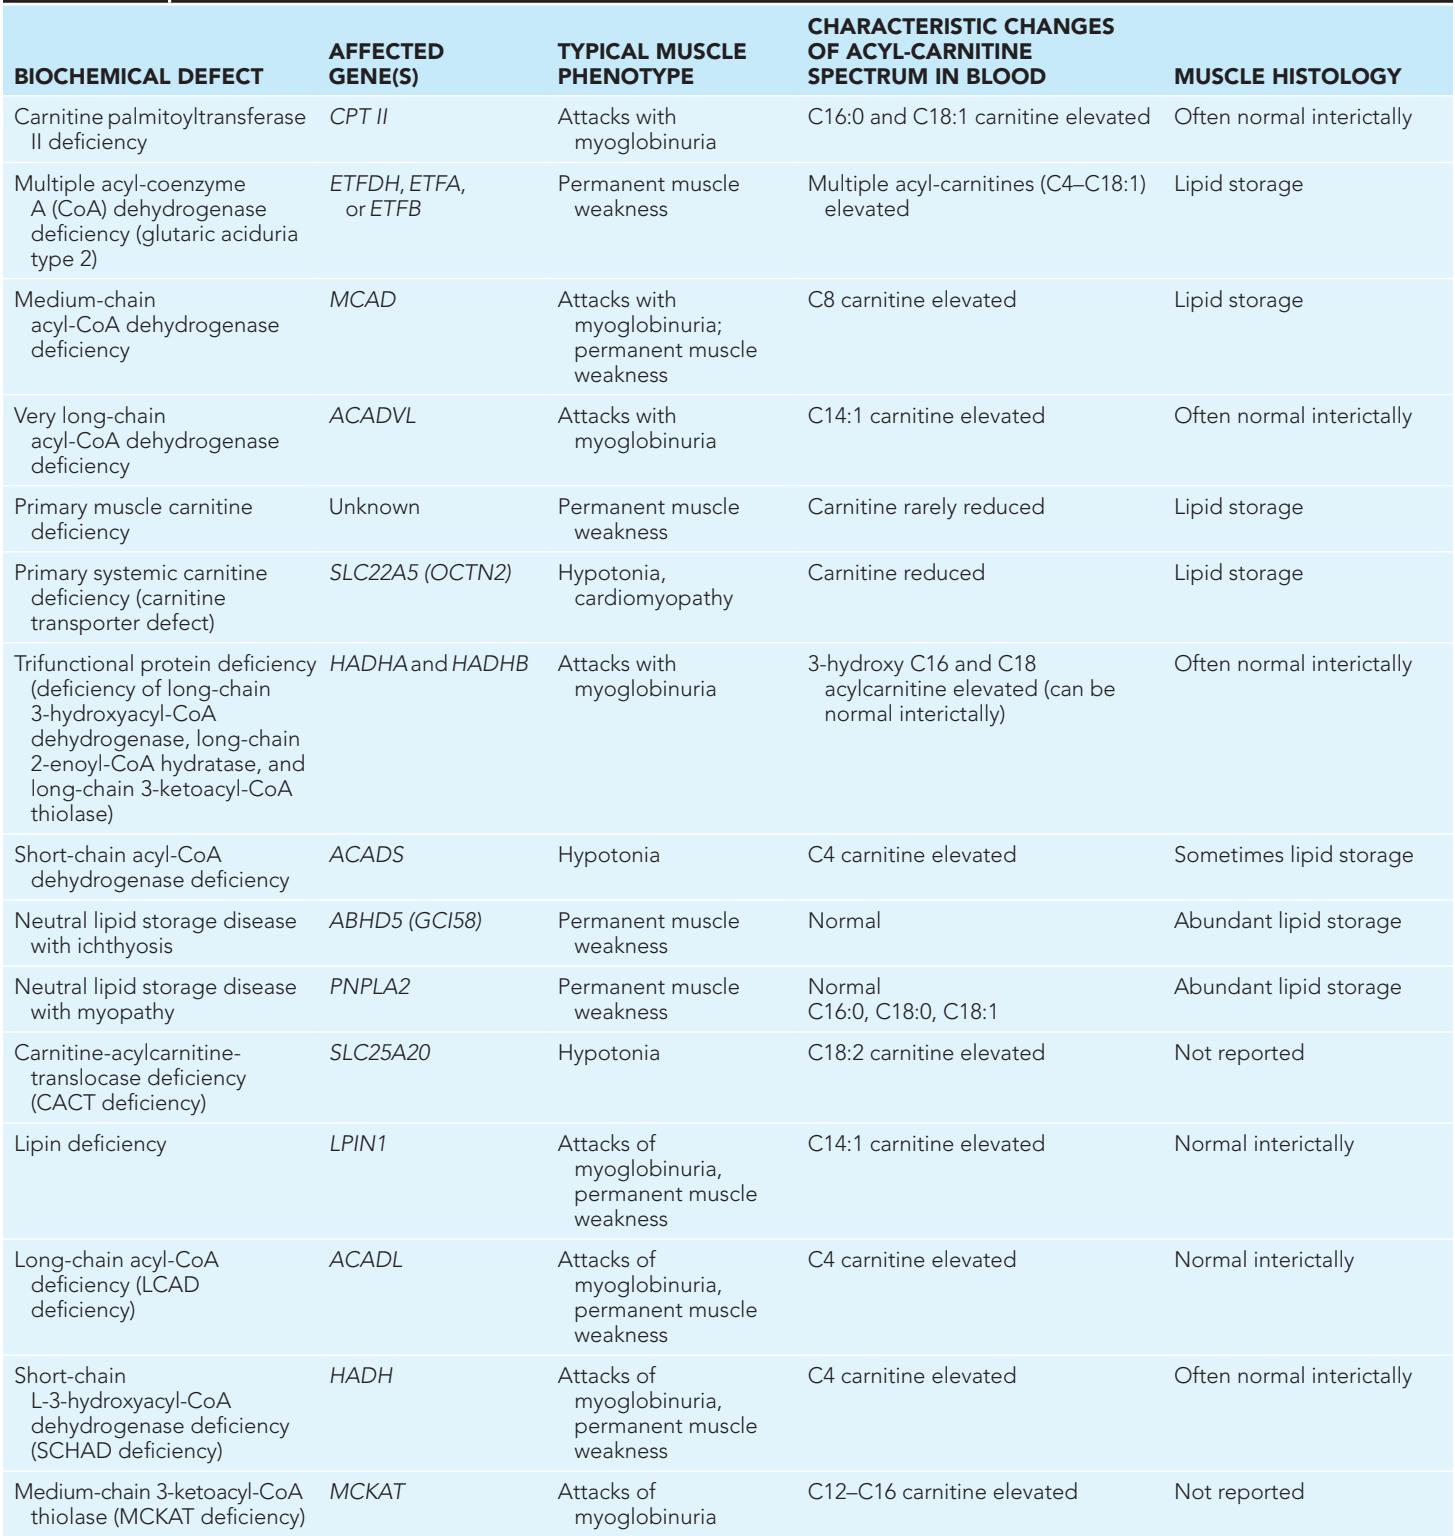 BIOCHEMICAL DEFECT
AFFECTED
GENE(S)
TYPICAL MUSCLE
PHENOTYPE
CHARACTERISTIC CHANGES
OF ACYL-CARNITINE
SPECTRUM IN BLOOD
MUSCLE HISTOLOGY
Carnitine palmitoyltransferase
II deficiency
CPT II
Attacks with
myoglobinuria
C16:0 and C18:1 carnitine elevated
Often normal interictally
Multiple acyl-coenzyme
A (CoA) dehydrogenase
deficiency (glutaric aciduria
type 2)
ETFDH, ETFA,
or ETFB
Permanent muscle
weakness
Multiple acyl-carnitines (C4–C18:1)
elevated
Lipid storage
Medium-chain
acyl-CoA dehydrogenase
deficiency
MCAD
Attacks with
myoglobinuria;
permanent muscle
weakness
C8 carnitine elevated
Lipid storage
Very long-chain
acyl-CoA dehydrogenase
deficiency
ACADVL
Attacks with
myoglobinuria
C14:1 carnitine elevated
Often normal interictally
Primary muscle carnitine
deficiency
Unknown
Permanent muscle
weakness
Carnitine rarely reduced
Lipid storage
Primary systemic carnitine
deficiency (carnitine
transporter defect)
SLC22A5 (OCTN2)
Hypotonia,
cardiomyopathy
Carnitine reduced
Lipid storage
Trifunctional protein deficiency
(deficiency of long-chain
3-hydroxyacyl-CoA
dehydrogenase, long-chain
2-enoyl-CoA hydratase, and
long-chain 3-ketoacyl-CoA
thiolase)
HADHA and HADHB
Attacks with
myoglobinuria
3-hydroxy C16 and C18
acylcarnitine elevated (can be
normal interictally)
Often normal interictally
Short-chain acyl-CoA
dehydrogenase deficiency
ACADS
Hypotonia
C4 carnitine elevated
Sometimes lipid storage
Neutral lipid storage disease
with ichthyosis
ABHD5 (GCI58)
Permanent muscle
weakness
Normal
Abundant lipid storage
Neutral lipid storage disease
with myopathy
PNPLA2
Permanent muscle
weakness
Normal
C16:0, C18:0, C18:1
Abundant lipid storage
Carnitine-acylcarnitine-
translocase deficiency
(CACT deficiency)
SLC25A20
Hypotonia
C18:2 carnitine elevated
Not reported
Lipin deficiency
LPIN1
Attacks of
myoglobinuria,
permanent muscle
weakness
C14:1 carnitine elevated
Normal interictally
Long-chain acyl-CoA
deficiency (LCAD
deficiency)
ACADL
Attacks of
myoglobinuria,
permanent muscle
weakness
C4 carnitine elevated
Normal interictally
Short-chain
L-3-hydroxyacyl-CoA
dehydrogenase deficiency
(SCHAD deficiency)
HADH
Attacks of
myoglobinuria,
permanent muscle
weakness
C4 carnitine elevated
Often normal interictally
Medium-chain 3-ketoacyl-CoA
thiolase (MCKAT deficiency)
MCKAT
Attacks of
myoglobinuria
C12–C16 carnitine elevated
Not reported